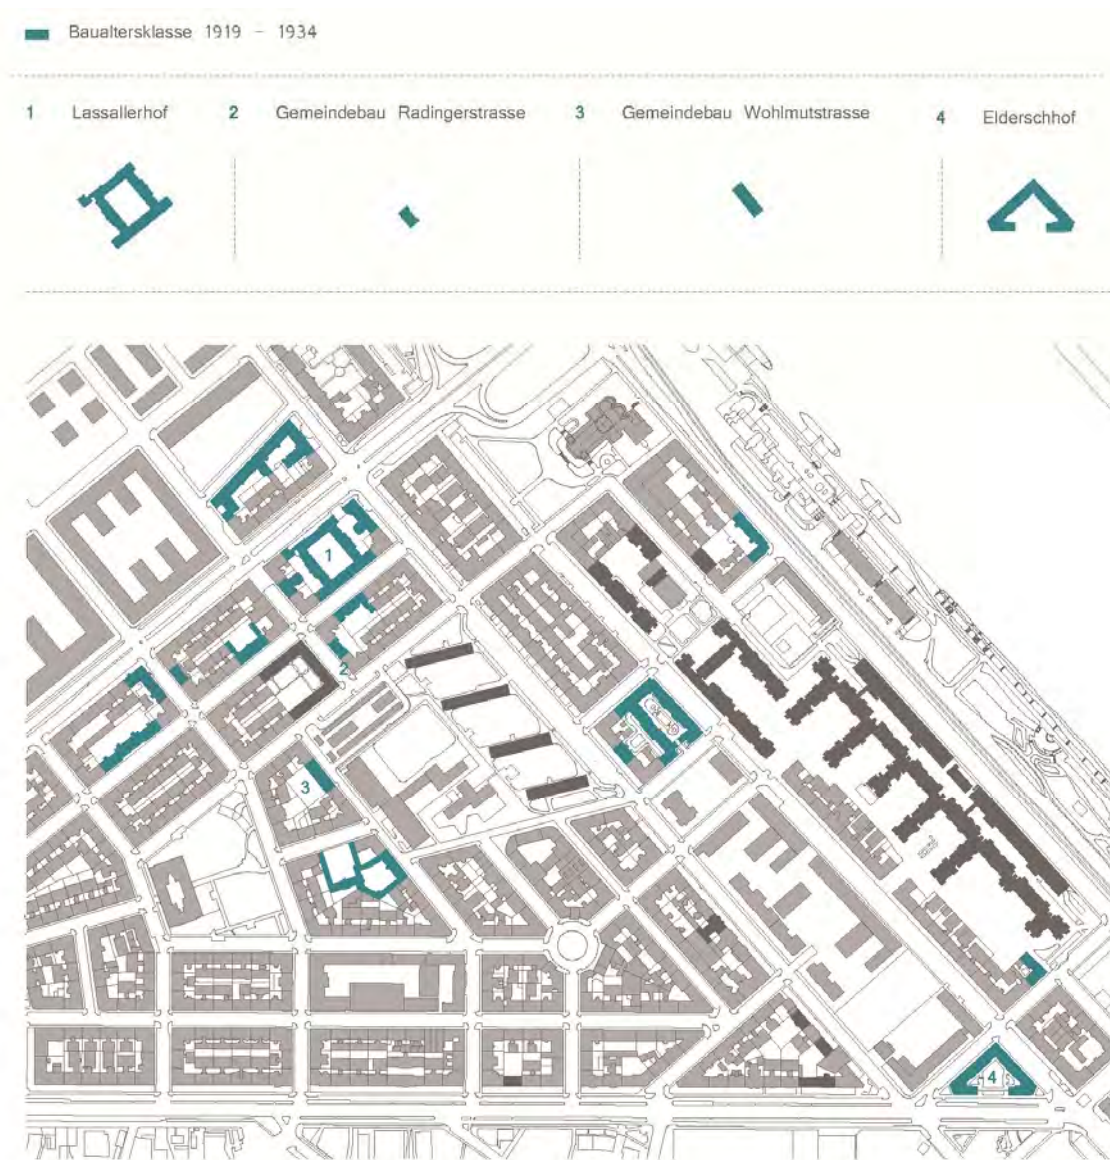 Baualtersklasse 1919 – 1934
1 Lassallerhof 2 Gemeindebau Radingerstrasse 3 Gemeindebau Wohlmutstrasse 4 Elderschhof
1
2
3
4